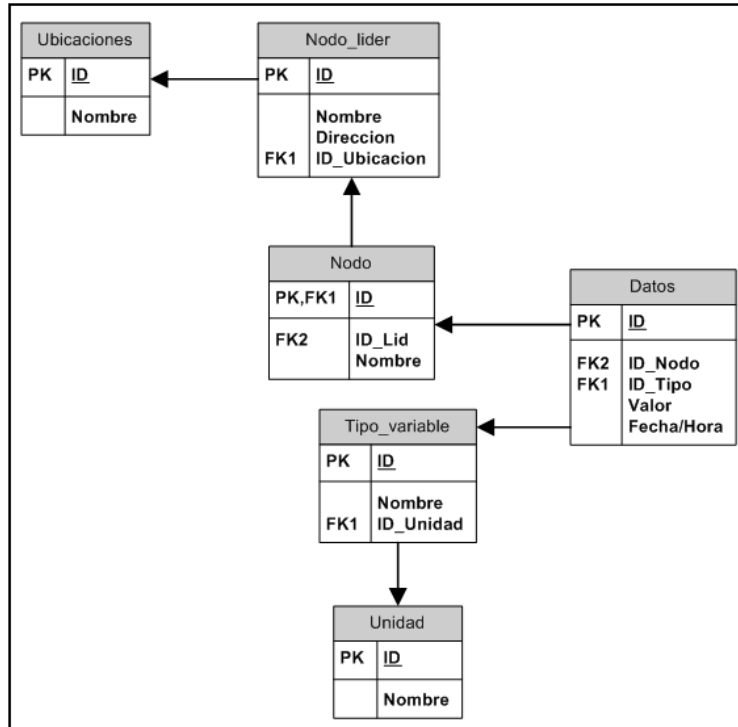 Ubicaciones
PK ID
Nombre
Nodo_lider
PK ID
Nombre
Direccion
FK1 ID_Ubicacion
Nodo
PK,FK1 ID
FK2 ID_Lid
Nombre
Datos
PK ID
FK2 ID_Nodo
FK1 ID_Tipo
Valor
Fecha/Hora
Tipo_variable
PK ID
Nombre
FK1 ID_Unidad
Unidad
PK ID
Nombre